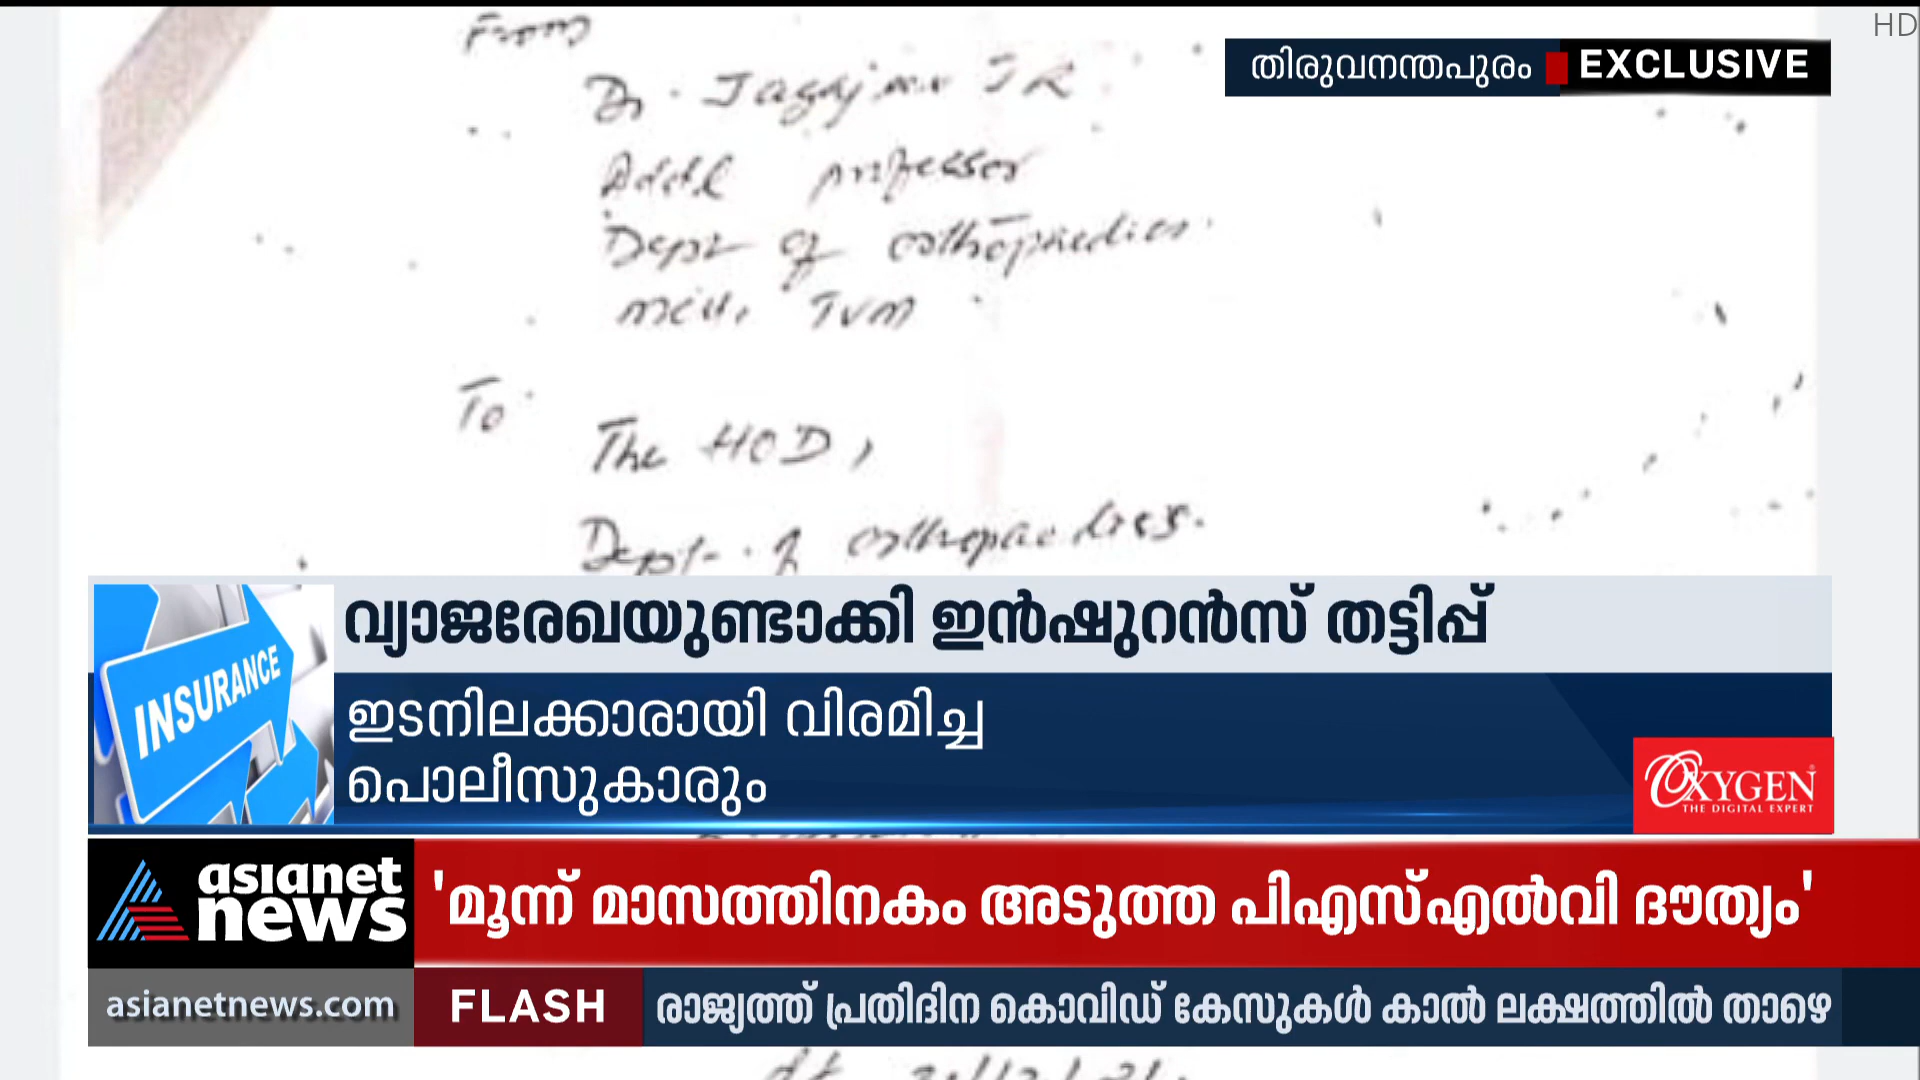 HD
From
തിരുവനന്തപുരം EXCLUSIVE
Dr. JR
Addl professor
Dept of orthopaedics.
MCH, TVM
To
The HOD,
Dept. of orthopaedics.
വ്യാജരേഖയുണ്ടാക്കി ഇൻഷുറൻസ് തട്ടിപ്പ്
INSURANCE
ഇടനിലക്കാരായി വിരമിച്ച
പൊലീസുകാരും
OXYGEN
THE DIGITAL EXPERT
asianet news
'മൂന്ന് മാസത്തിനകം അടുത്ത പിഎസ്എൽവി ദൗത്യം'
asianetnews.com FLASH രാജ്യത്ത് പ്രതിദിന കൊവിഡ് കേസുകൾ കാൽ ലക്ഷത്തിൽ താഴെ